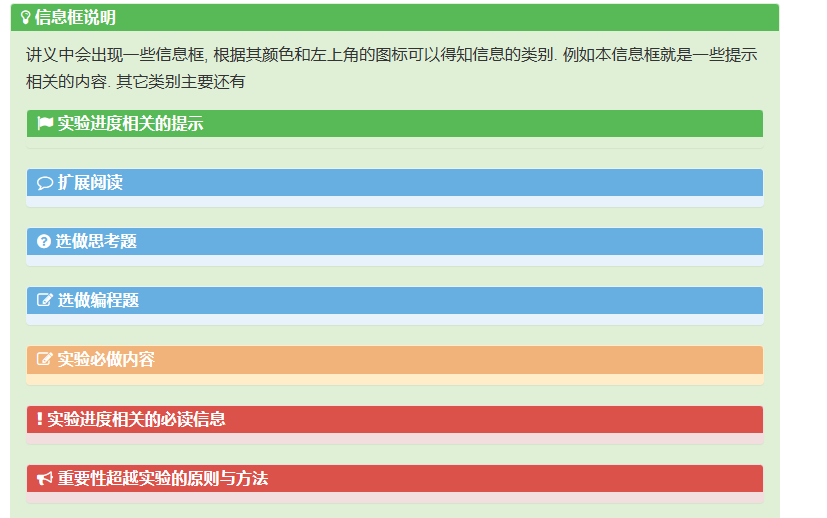 信息框说明
讲义中会出现一些信息框, 根据其颜色和左上角的图标可以得知信息的类别. 例如本信息框就是一些提示
相关的内容. 其它类别主要还有
实验进度相关的提示
扩展阅读
选做思考题
选做编程题
实验必做内容
实验进度相关的必读信息
重要性超越实验的原则与方法